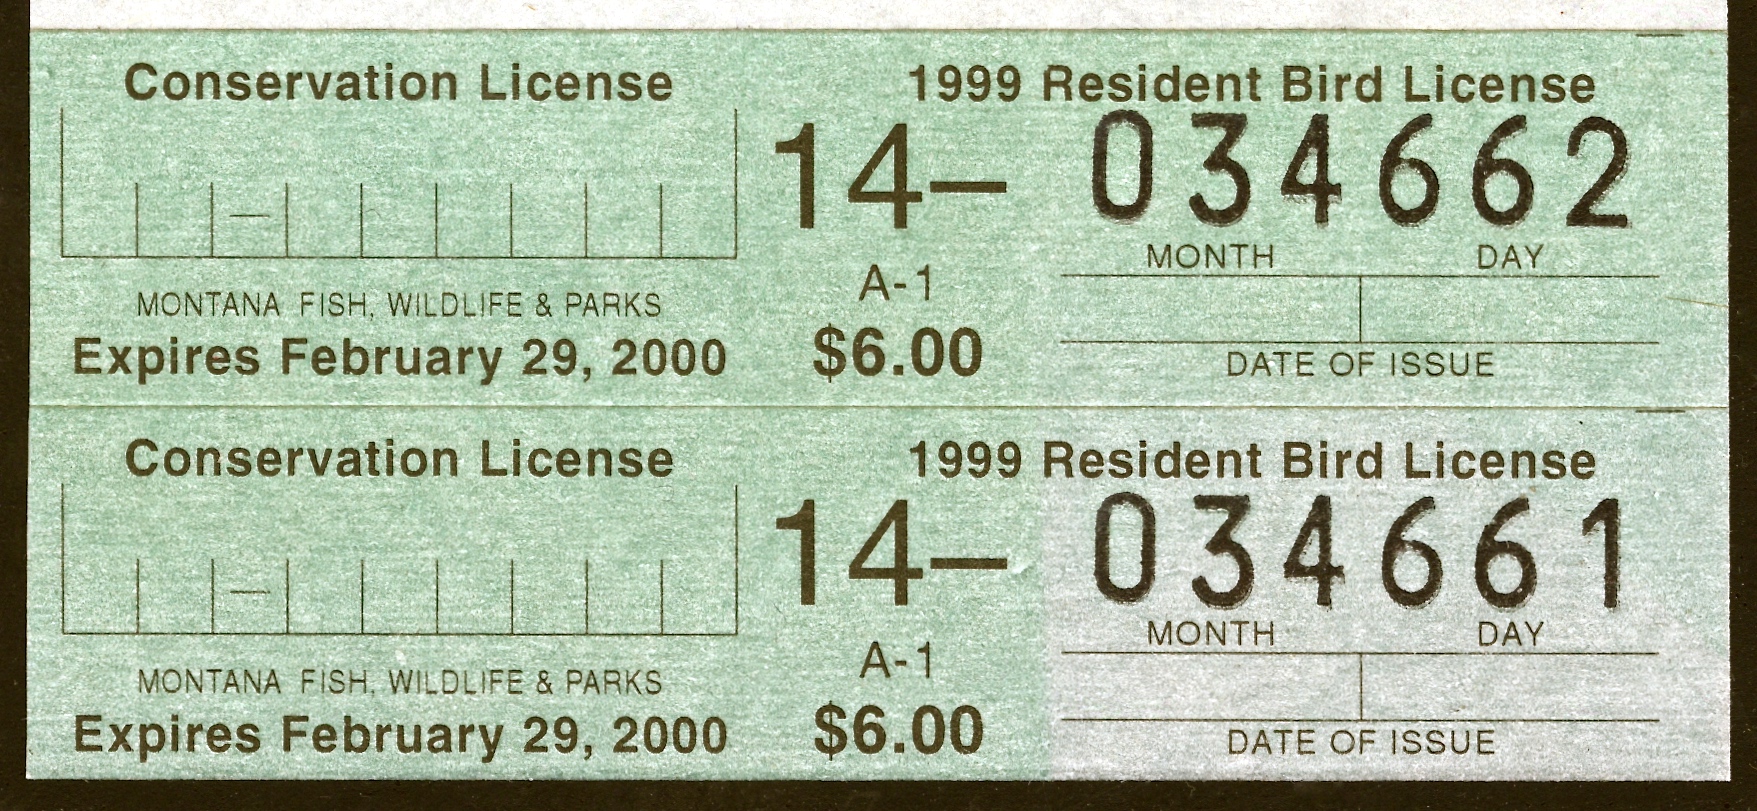 Conservation License
1999 Resident Bird License
14– 034662
MONTH DAY
A-1
MONTANA FISH, WILDLIFE & PARKS
Expires February 29, 2000
$6.00
DATE OF ISSUE
Conservation License
1999 Resident Bird License
14– 034661
MONTH DAY
A-1
MONTANA FISH, WILDLIFE & PARKS
Expires February 29, 2000
$6.00
DATE OF ISSUE